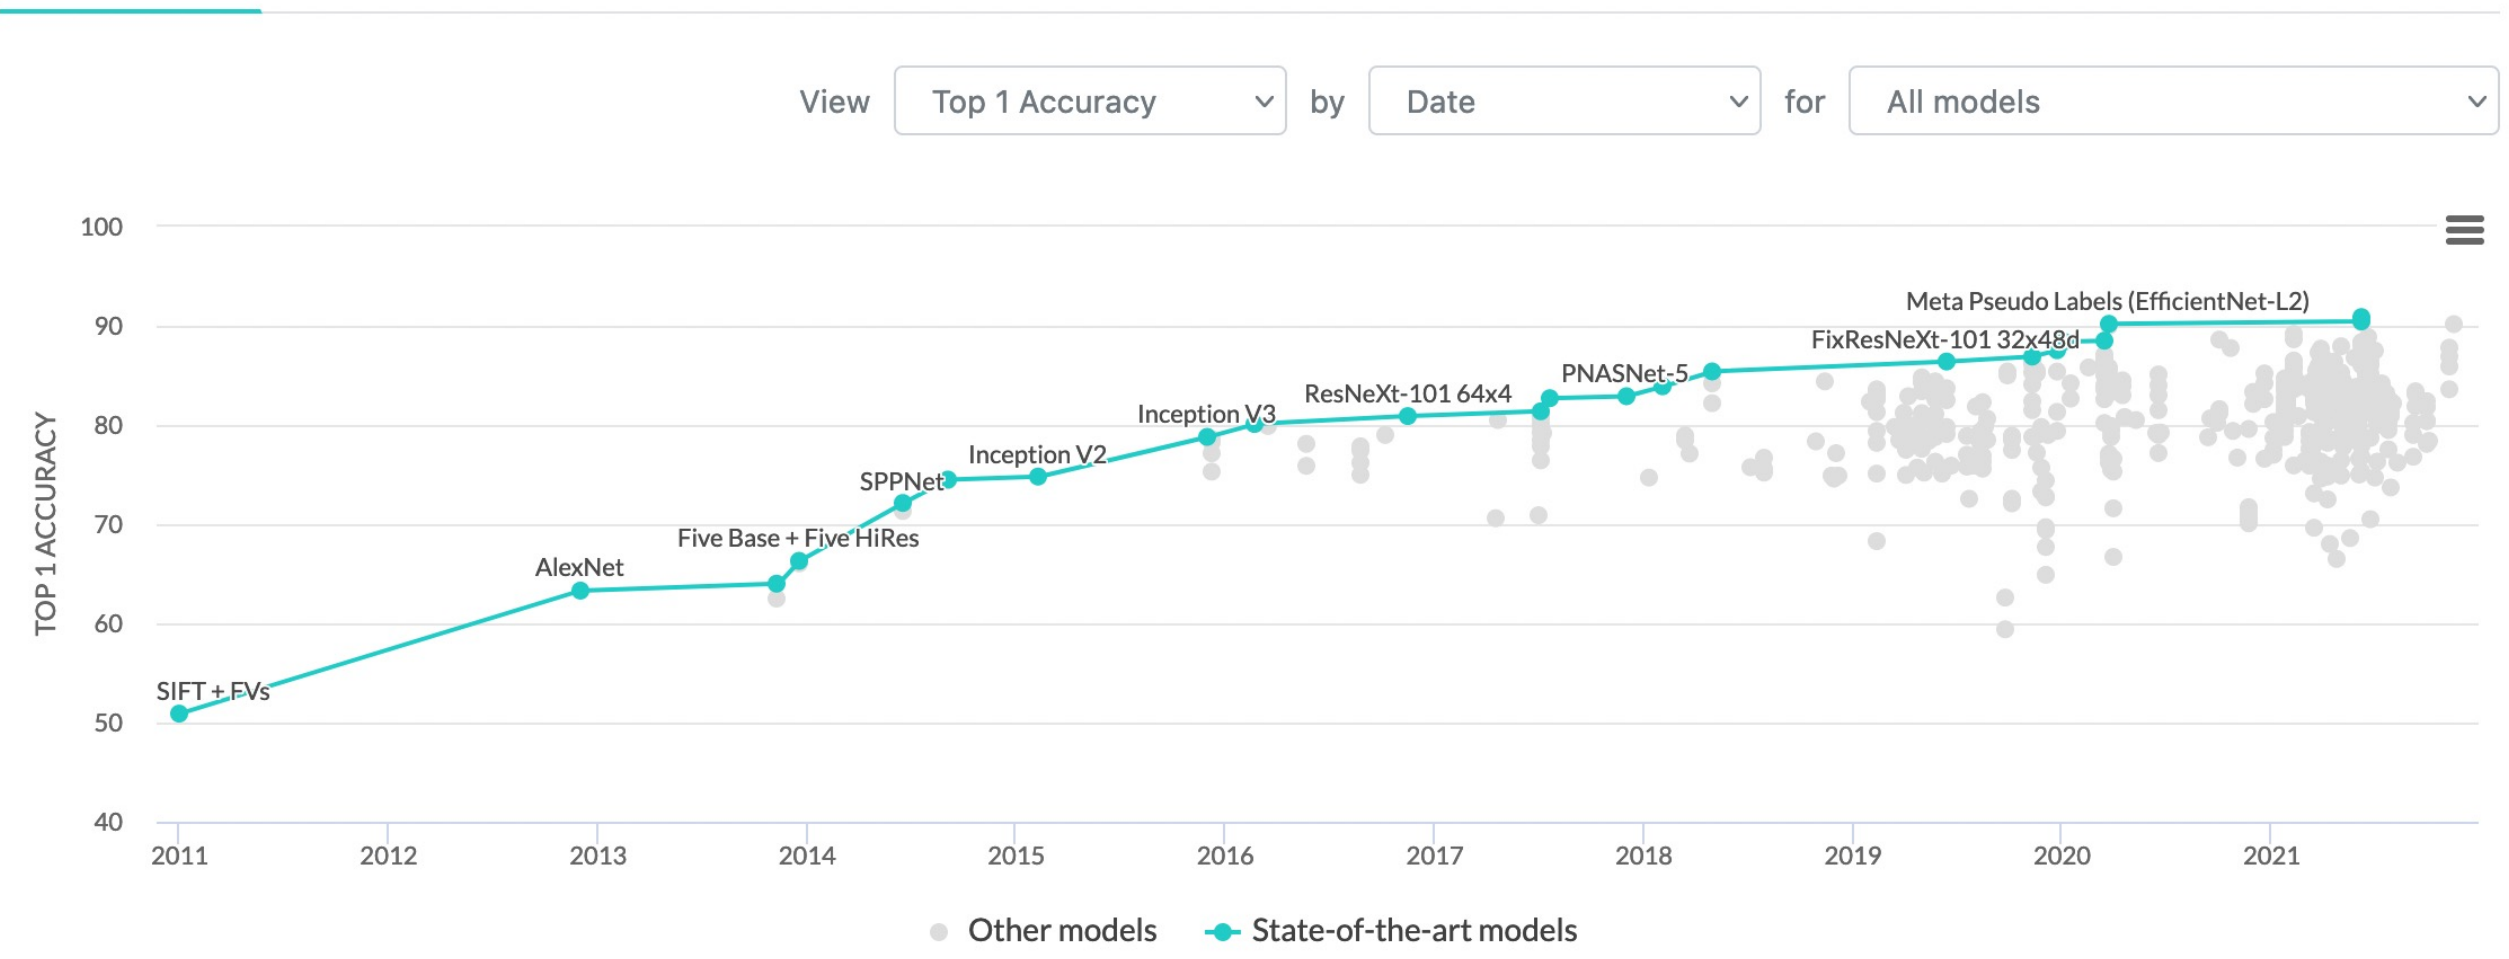 View Top 1 Accuracy by Date for All models
100
90
80
70
60
50
40
TOP 1 ACCURACY
Meta Pseudo Labels (EfficientNet-L2)
FixResNeXt-101 32x48d
PNASNet-5
ResNeXt-101 64x4
Inception V3
Inception V2
SPPNet
Five Base + Five HiRes
AlexNet
SIFT + FVs
2011 2012 2013 2014 2015 2016 2017 2018 2019 2020 2021
Other models State-of-the-art models